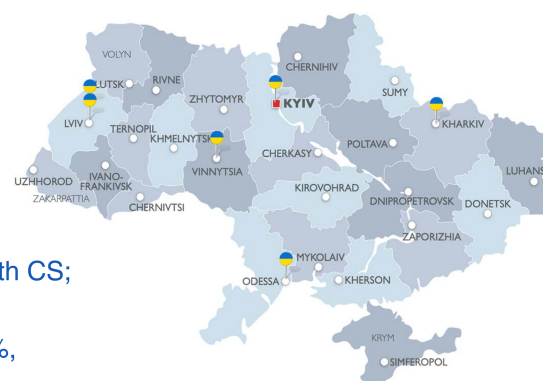 VOLYN
CHERNIHIV
RIVNE
LUTSK
SUMY
ZHYTOMYR
KYIV
LVIV
KHARKIV
TERNOPIL
KHMELNYTSK
POLTAVA
CHERKASY
VINNYTSIA
UZHHOROD
IVANO-
FRANKIVSK
LUHANS
KIROVOHRAD
ZAKARPATTIA
DNIPROPETROVSK
CHERNIVTSI
DONETSK
ZAPORIZHIA
th CS;
MYKOLAIV
ODESSA
KHERSON
%,
KRYM
SIMFEROPOL